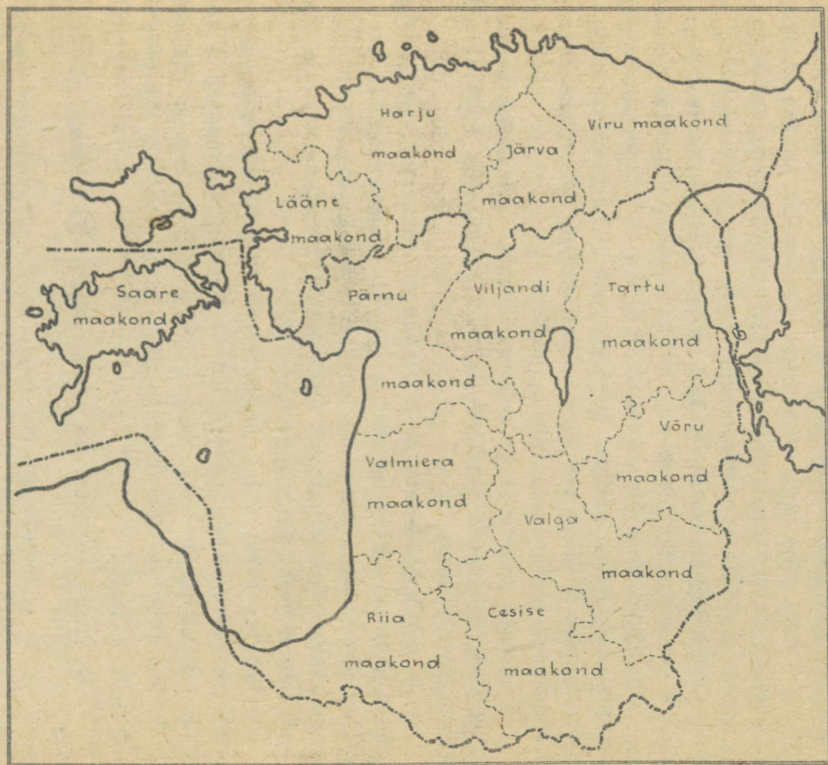 Harju
maakond
Järva
maakond
Viru maakond
Lääne
maakond
Saare
maakond
Pärnu
maakond
Viljandi
maakond
Tartu
maakond
Võru
maakond
Valmiera
maakond
Valga
maakond
Riia
maakond
Cesise
maakond